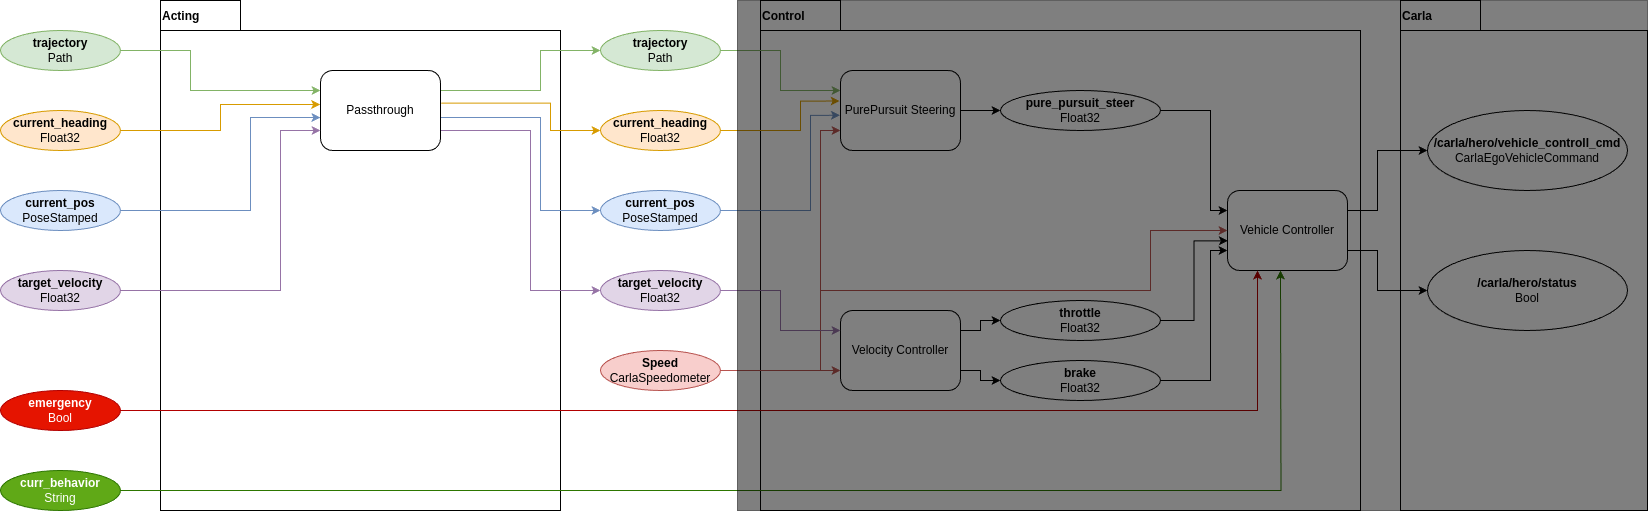 Acting
trajectory
Path
current_heading
Float32
current_pos
PoseStamped
target_velocity
Float32
emergency
Bool
curr_behavior
String
Passthrough
trajectory
Path
current_heading
Float32
current_pos
PoseStamped
target_velocity
Float32
Speed
CarlaSpeedometer
Control
PurePursuit Steering
pure_pursuit_steer
Float32
Velocity Controller
throttle
Float32
brake
Float32
Vehicle Controller
Carla
/carla/hero/vehicle_controll_cmd
CarlaEgoVehicleCommand
/carla/hero/status
Bool